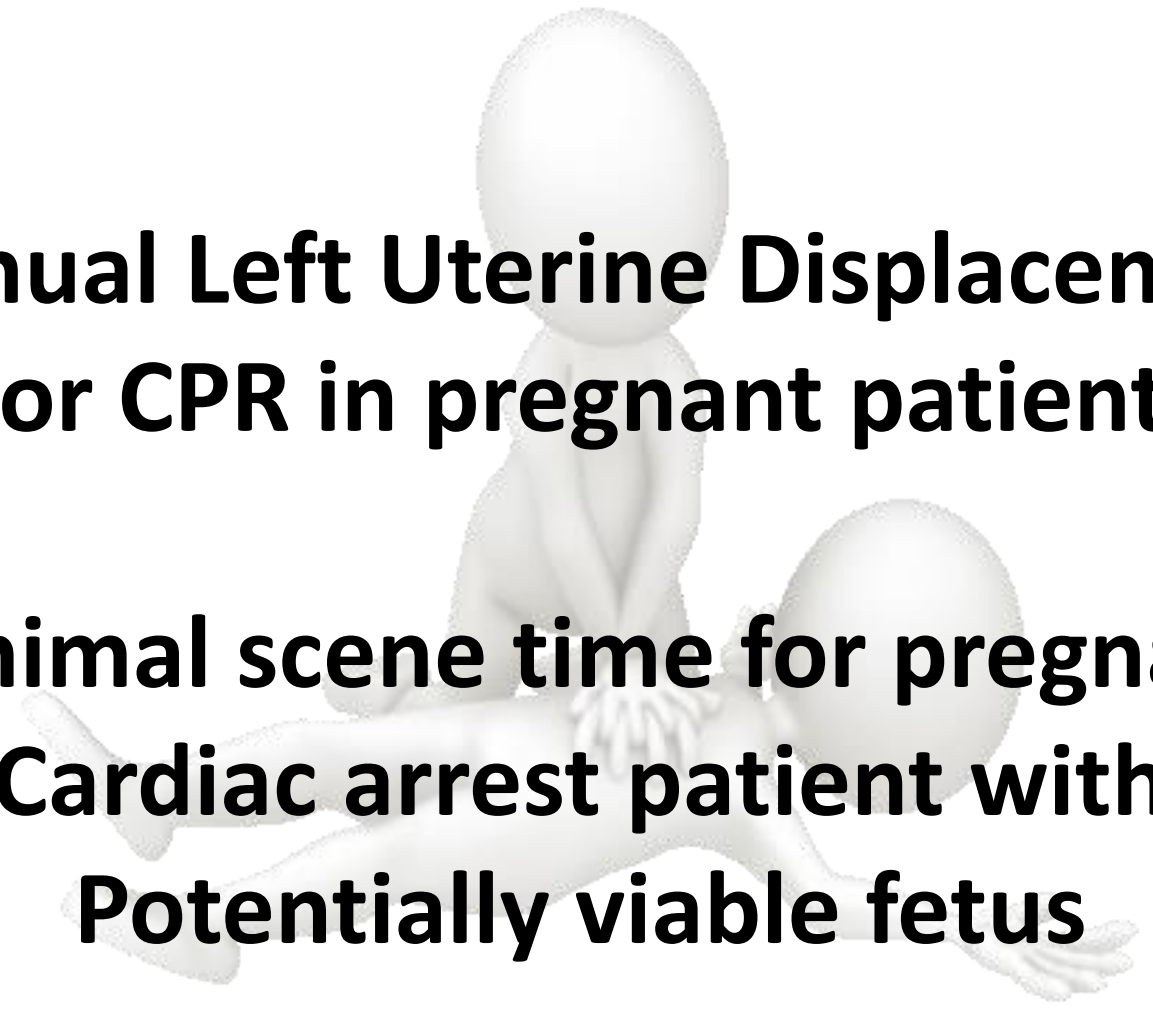 nual Left Uterine Displacen
or CPR in pregnant patient
nimal scene time for pregna
Cardiac arrest patient with
Potentially viable fetus